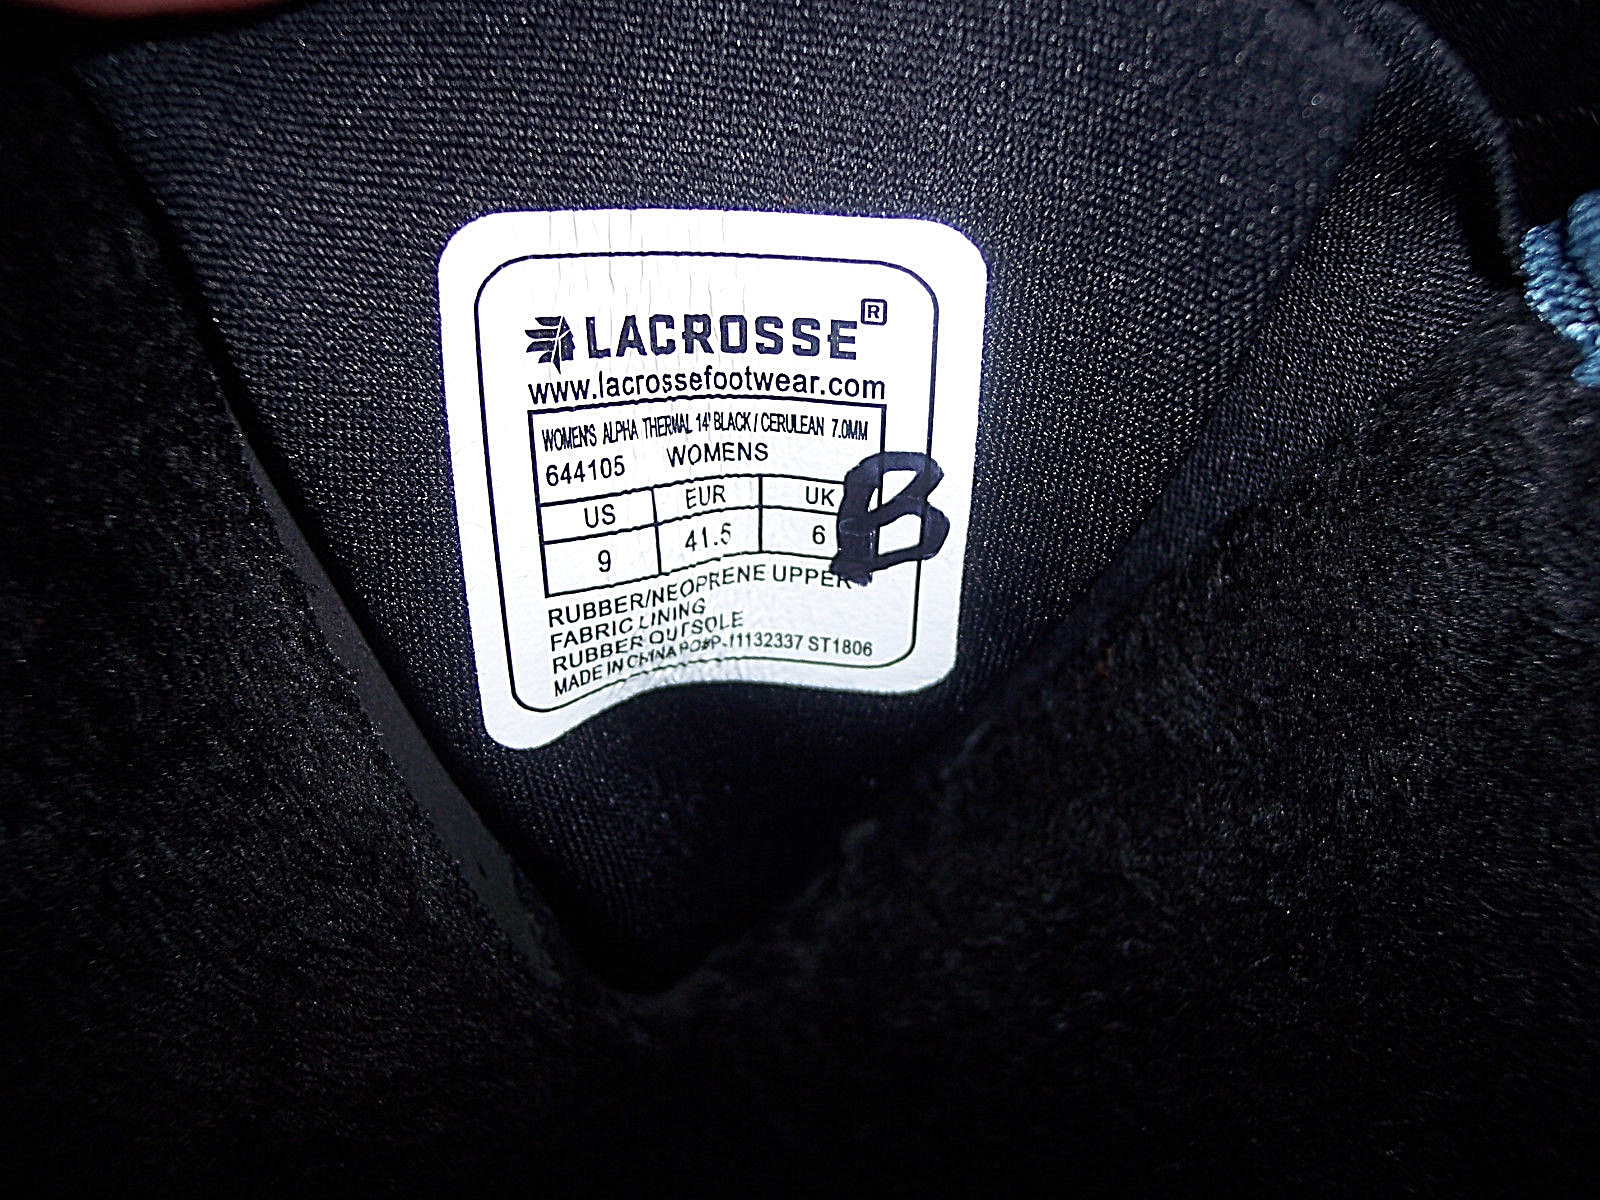 LACROSSE®
www.lacrossefootwear.com
WOMEN'S ALPHA THERMAL 14" BLACK/CERULEAN 7.0MM
644105 WOMENS
US EUR UK
9 41.5 6
B
RUBBER/NEOPRENE UPPER
FABRIC LINING
RUBBER OUTSOLE
MADE IN CHINA PO#P-11132337 ST1806